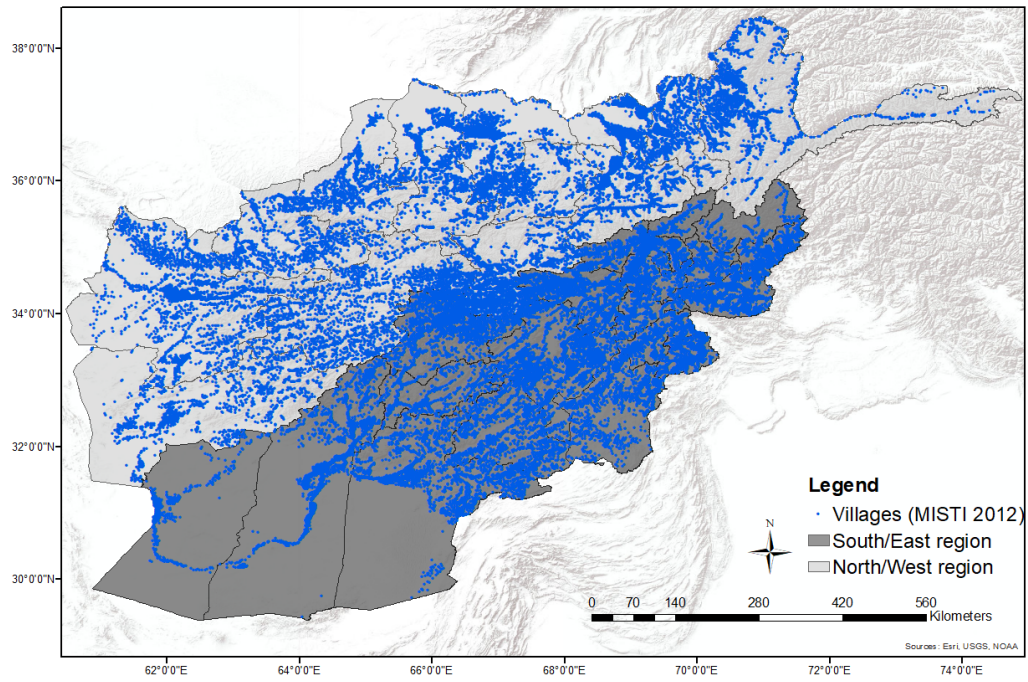 38°0'0"N
36°0'0"N
34°0'0"N
32°0'0"N
30°0'0"N
Legend
Villages (MISTI 2012)
South/East region
North/West region
N
0 70 140 280 420 560
Kilometers
Sources: Esri, USGS, NOAA
62°0'0"E 64°0'0"E 66°0'0"E 68°0'0"E 70°0'0"E 72°0'0"E 74°0'0"E